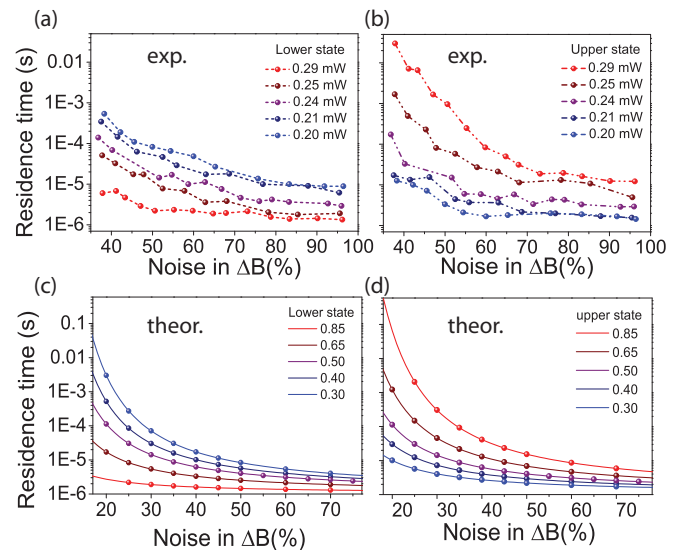 (a)
exp.
Lower state
0.29 mW
0.25 mW
0.24 mW
0.21 mW
0.20 mW
Residence time (s)
0.01
1E-3
1E-4
1E-5
1E-6
40 50 60 70 80 90 100
Noise in ΔB(%)
(b)
exp.
Upper state
0.29 mW
0.25 mW
0.24 mW
0.21 mW
0.20 mW
40 50 60 70 80 90 100
Noise in ΔB(%)
(c)
theor.
Lower state
0.85
0.65
0.50
0.40
0.30
Residence time (s)
0.1
0.01
1E-3
1E-4
1E-5
1E-6
20 30 40 50 60 70
Noise in ΔB(%)
(d)
theor.
upper state
0.85
0.65
0.50
0.40
0.30
20 30 40 50 60 70
Noise in ΔB(%)